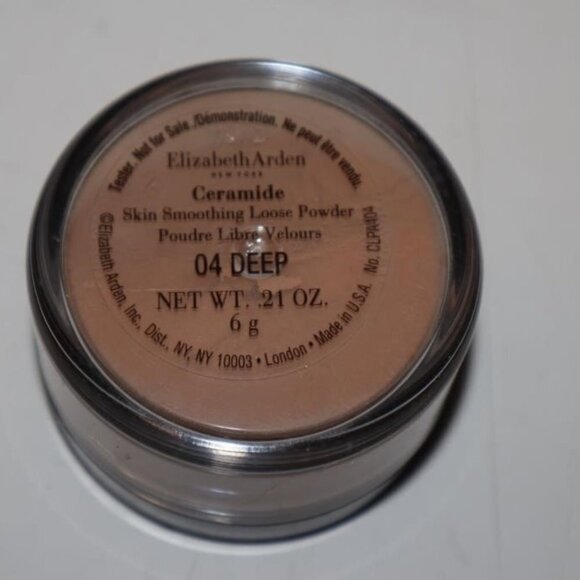 Tester. Not for Sale /Démonstration. Ne peut être vendu.
Elizabeth Arden
NEW YORK
Ceramide
Skin Smoothing Loose Powder
Poudre Libre Velours
04 DEEP
NET WT. .21 OZ.
6 g
©Elizabeth Arden, Inc., Dist., NY, NY 10003 • London • Made in U.S.A. No. CLPA404